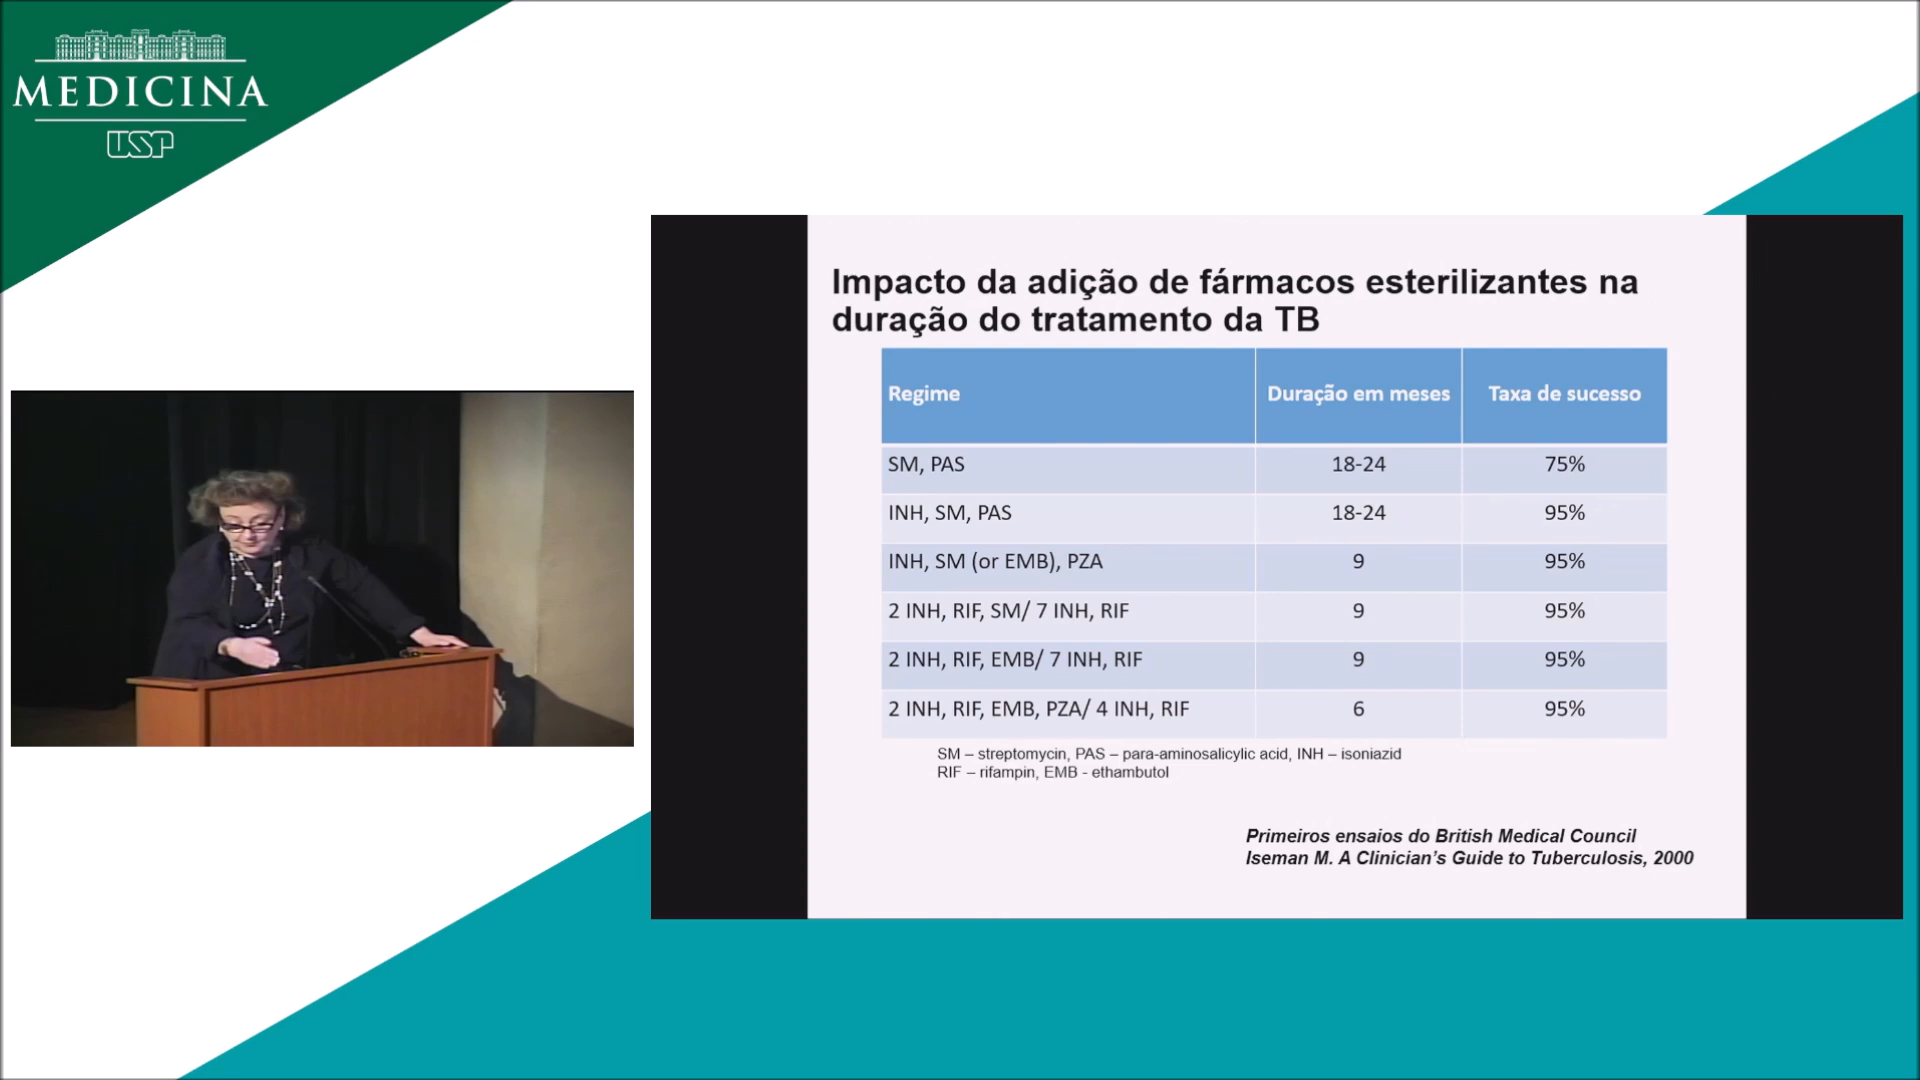 MEDICINA
USP
Impacto da adição de fármacos esterilizantes na
duração do tratamento da TB
Regime Duração em meses Taxa de sucesso
SM, PAS 18-24 75%
INH, SM, PAS 18-24 95%
INH, SM (or EMB), PZA 9 95%
2 INH, RIF, SM/ 7 INH, RIF 9 95%
2 INH, RIF, EMB/ 7 INH, RIF 9 95%
2 INH, RIF, EMB, PZA/ 4 INH, RIF 6 95%
SM – streptomycin, PAS – para-aminosalicylic acid, INH – isoniazid
RIF – rifampin, EMB - ethambutol
Primeiros ensaios do British Medical Council
Iseman M. A Clinician's Guide to Tuberculosis, 2000